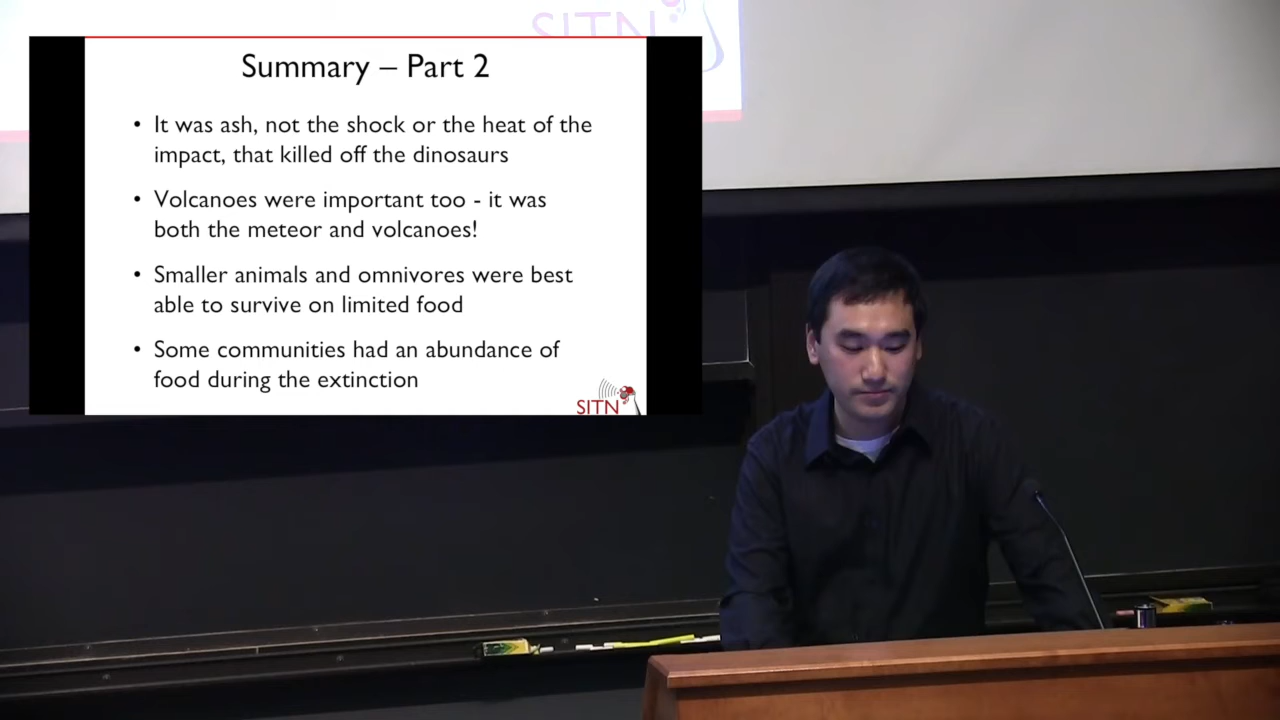 SITN
Summary – Part 2
• It was ash, not the shock or the heat of the
impact, that killed off the dinosaurs
• Volcanoes were important too - it was
both the meteor and volcanoes!
• Smaller animals and omnivores were best
able to survive on limited food
• Some communities had an abundance of
food during the extinction
SITN